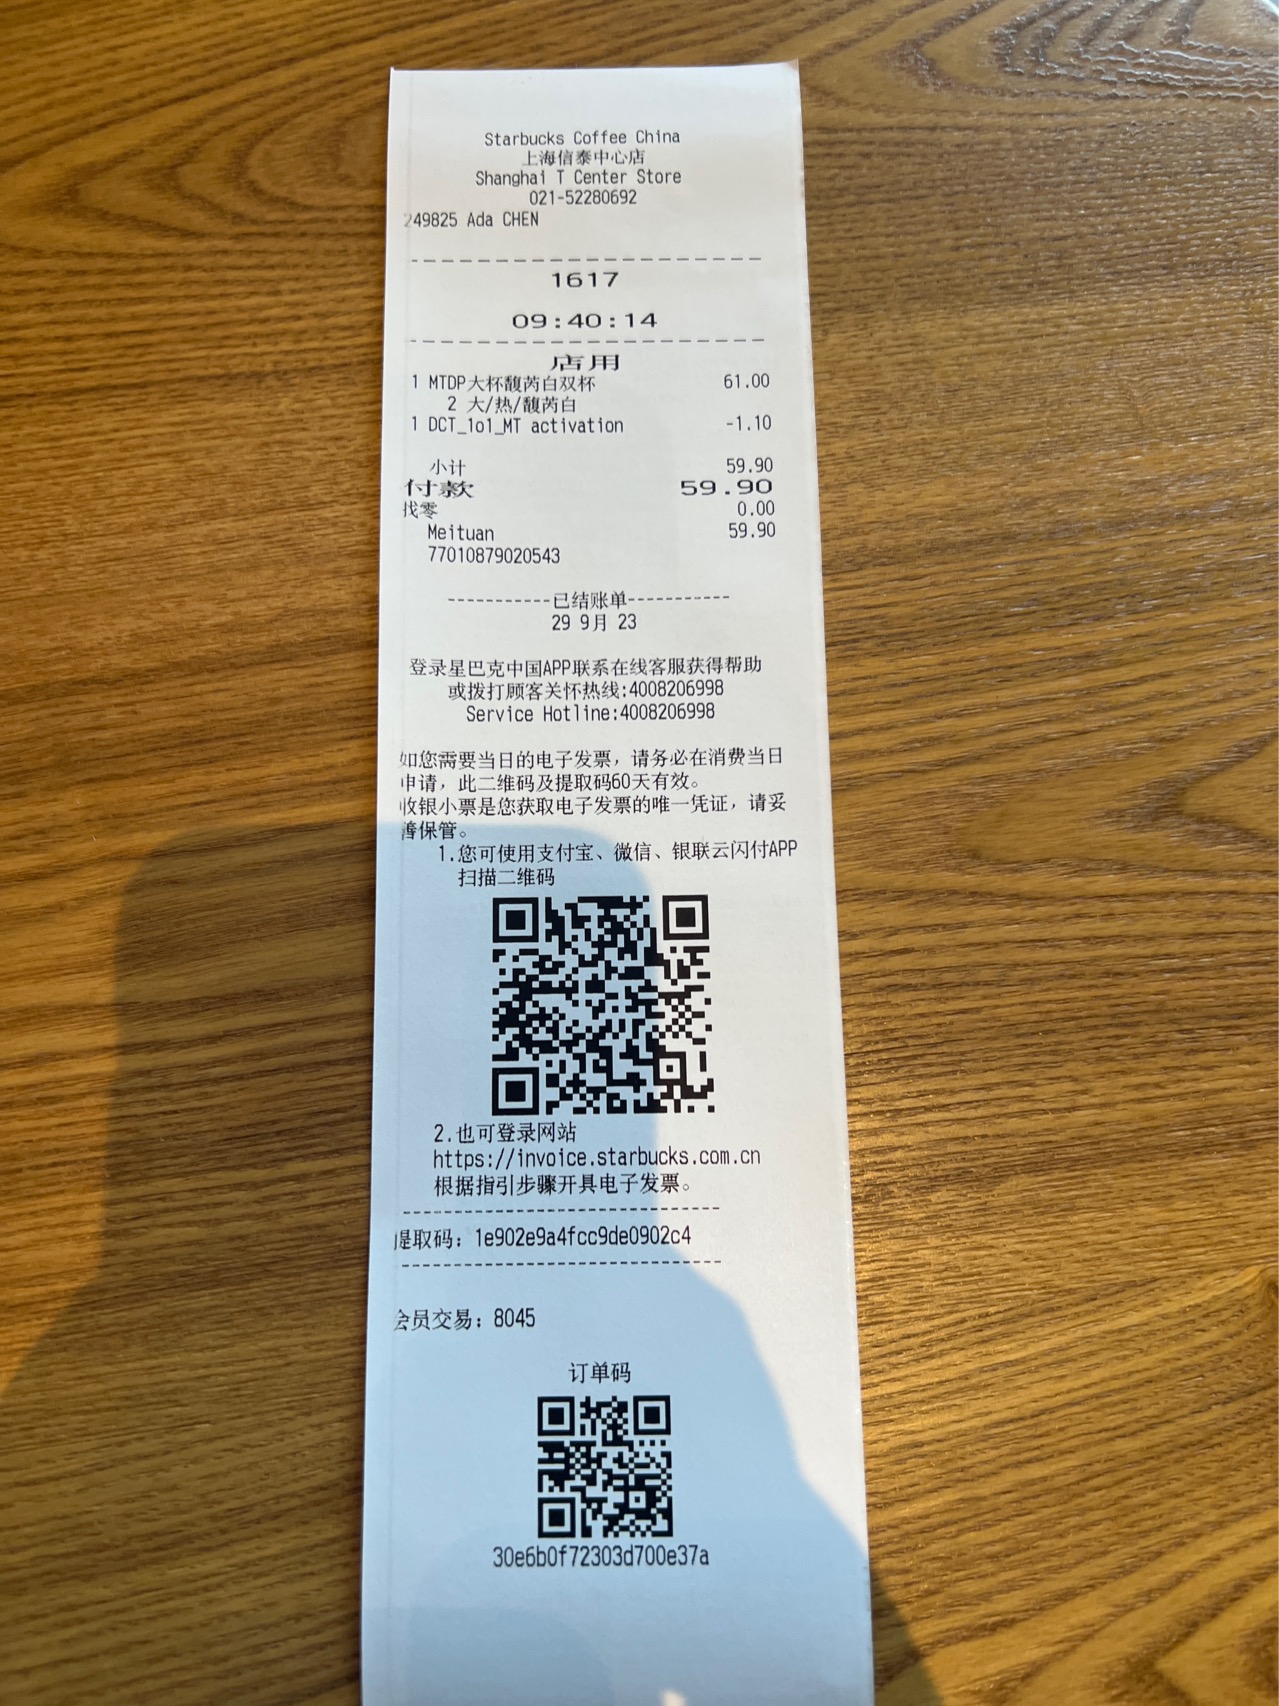 Starbucks Coffee China
上海信泰中心店
Shanghai T Center Store
021-52280692
249825 Ada CHEN
1617
09:40:14
店用
1 MTDP大杯馥芮白双杯 61.00
2 大/热/馥芮白
1 DCT_1o1_MT activation -1.10
小计 59.90
付款 59.90
找零 0.00
Meituan 59.90
77010879020543
-----------已结账单-----------
29 9月 23
登录星巴克中国APP联系在线客服获得帮助
或拨打顾客关怀热线:4008206998
Service Hotline:4008206998
如您需要当日的电子发票，请务必在消费当日
申请，此二维码及提取码60天有效。
收银小票是您获取电子发票的唯一凭证，请妥
善保管。
1.您可使用支付宝、微信、银联云闪付APP
扫描二维码
2.也可登录网站
https://invoice.starbucks.com.cn
根据指引步骤开具电子发票。
提取码: 1e902e9a4fcc9de0902c4
会员交易: 8045
订单码
30e6b0f72303d700e37a